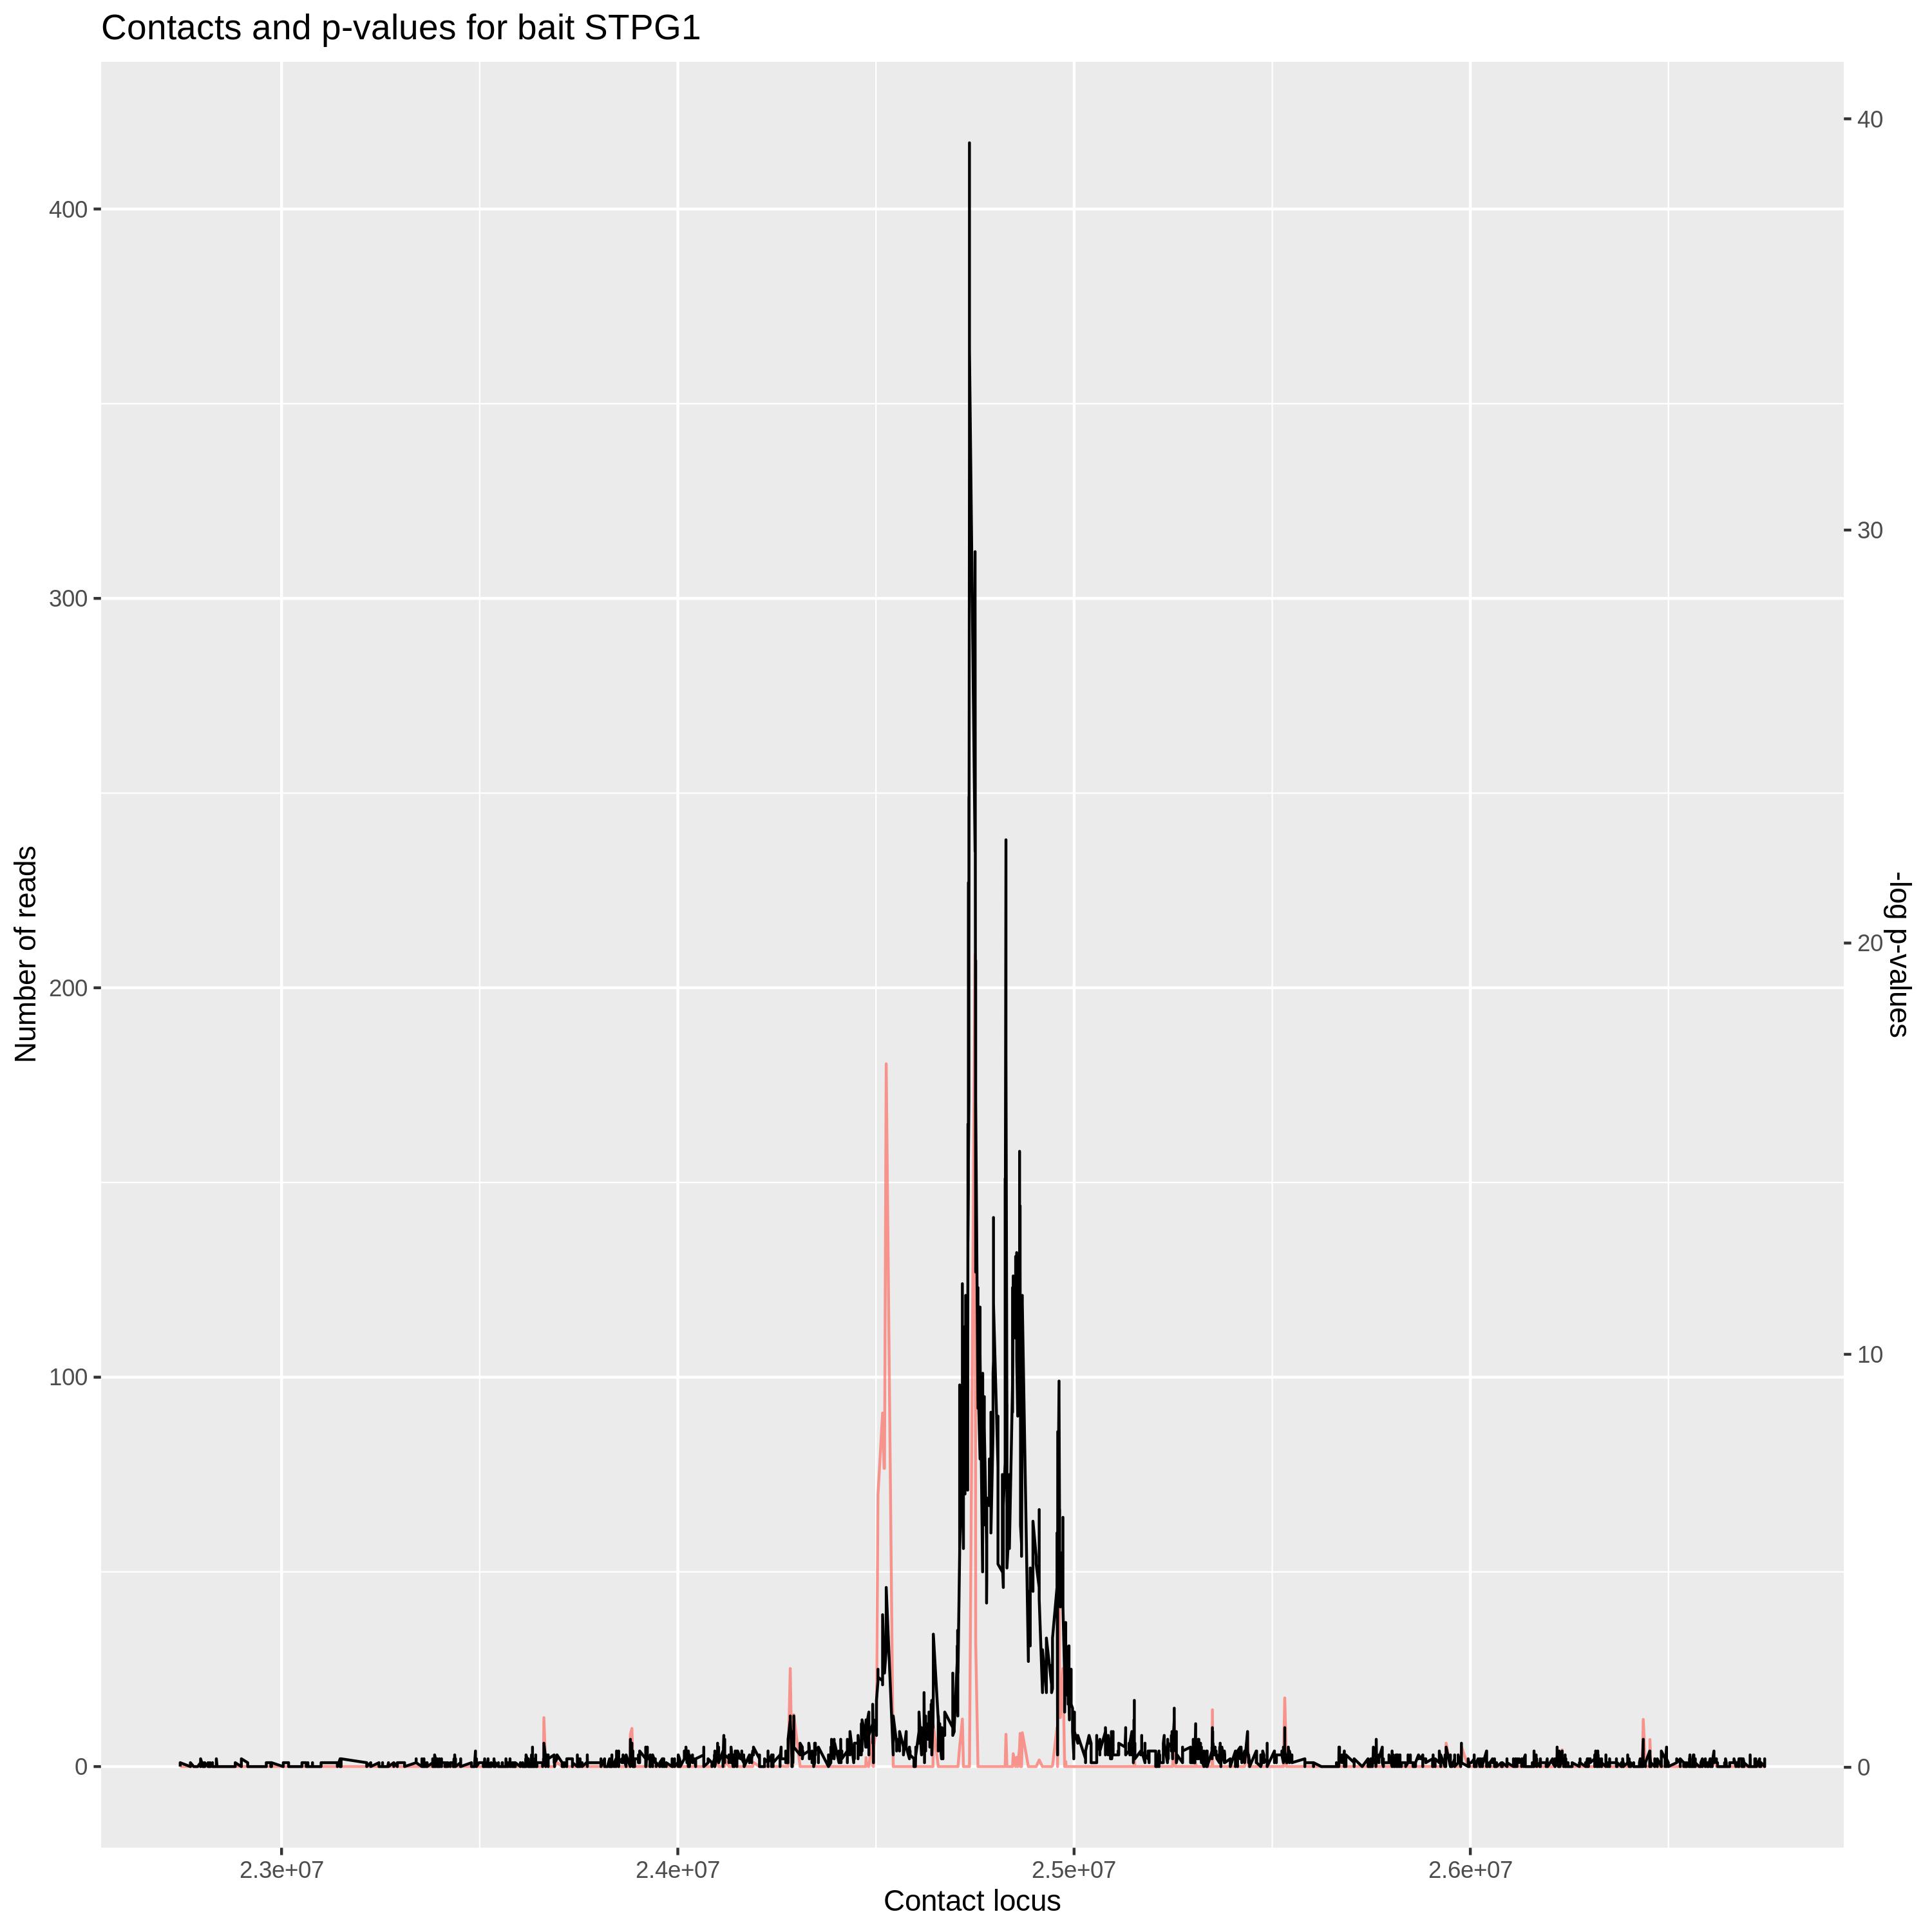 Contacts and p-values for bait STPG1
400
300
200
100
0
Number of reads
40
30
20
10
0
-log p-values
2.3e+07
2.4e+07
2.5e+07
2.6e+07
Contact locus